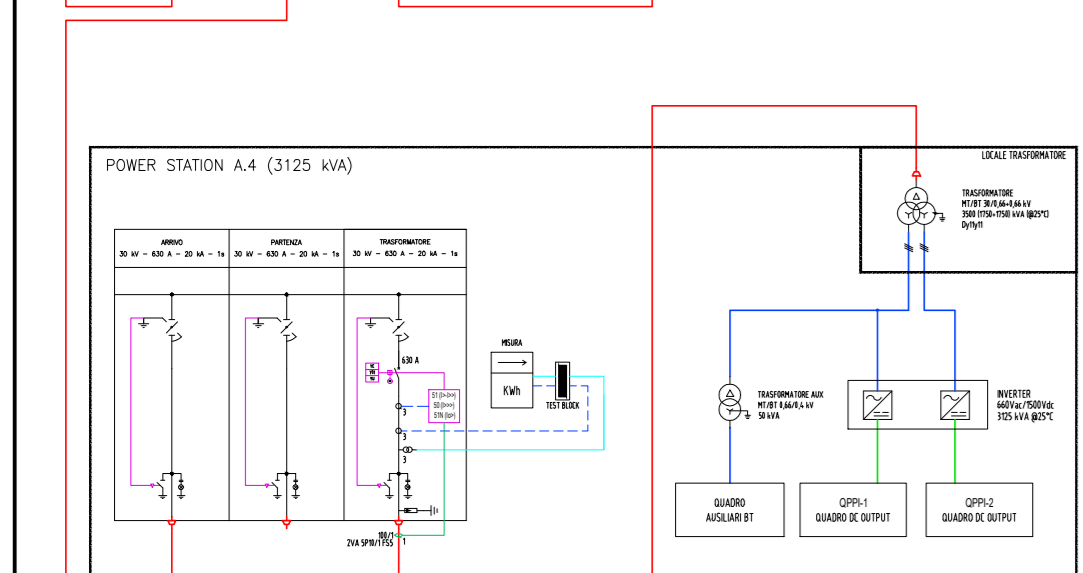 POWER STATION A.4 (3125 kVA)
LOCALE TRASFORMATORE
TRASFORMATORE
MT/BT 30/0,66+0,66 kV
3500 (1750+1750) kVA (@25°C)
Dy11y11
ARRIVO
30 kV - 630 A - 20 kA - 1s
PARTENZA
30 kV - 630 A - 20 kA - 1s
TRASFORMATORE
30 kV - 630 A - 20 kA - 1s
630 A
51 (I>-I>>)
50 (I>>>)
51N (Io>)
3
3
3
MISURA
KWh
TEST BLOCK
TRASFORMATORE AUX
MT/BT 0,66/0,4 kV
50 kVA
INVERTER
660Vac/1500Vdc
3125 kVA @25°C
QUADRO
AUSILIARI BT
QPPI-1
QUADRO DC OUTPUT
QPPI-2
QUADRO DC OUTPUT
100/1
2VA 5P10/1 FS5
1